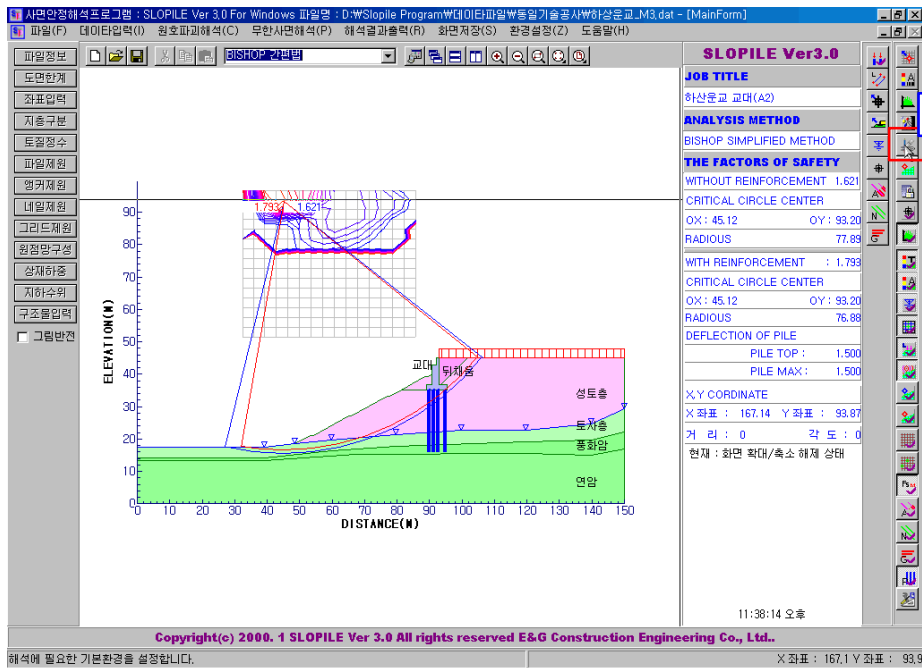 사면안정해석프로그램 : SLOPILE Ver 3.0 For Windows 파일명 : D:\Slopile Program\데이타파일\동일기술공사\하상운교_M3.dat - [MainForm]
파일(F) 데이타입력(I) 원호파괴해석(C) 무한사면해석(P) 해석결과출력(R) 화면저장(S) 환경설정(Z) 도움말(H)
파일정보
도면한계
좌표입력
지층구분
토질정수
파일제원
앵커제원
네일제원
그리드제원
원점망구성
상재하중
지하수위
구조물입력
그림반전
BISHOP 간편법
1.793 1.621
ELEVATION(M)
90
80
70
60
50
40
30
20
10
0
교대
뒤채움
성토층
토사층
풍화암
연암
0 10 20 30 40 50 60 70 80 90 100 110 120 130 140 150
DISTANCE(M)
SLOPILE Ver3.0
JOB TITLE
하산운교 교대(A2)
ANALYSIS METHOD
BISHOP SIMPLIFIED METHOD
THE FACTORS OF SAFETY
WITHOUT REINFORCEMENT 1.621
CRITICAL CIRCLE CENTER
OX : 45.12 OY : 93.20
RADIOUS 77.89
WITH REINFORCEMENT : 1.793
CRITICAL CIRCLE CENTER
OX : 45.12 OY : 93.20
RADIOUS 76.88
DEFLECTION OF PILE
PILE TOP : 1.500
PILE MAX : 1.500
X,Y CORDINATE
X 좌표 : 167.14 Y 좌표 : 93.87
거 리 : 0 각 도 : 0
현재 : 화면 확대/축소 해제 상태
11:38:14 오후
Copyright(c) 2000. 1 SLOPILE Ver 3.0 All rights reserved E&G Construction Engineering Co., Ltd..
해석에 필요한 기본환경을 설정합니다.
X 좌표 : 167,1 Y 좌표 : 93,9